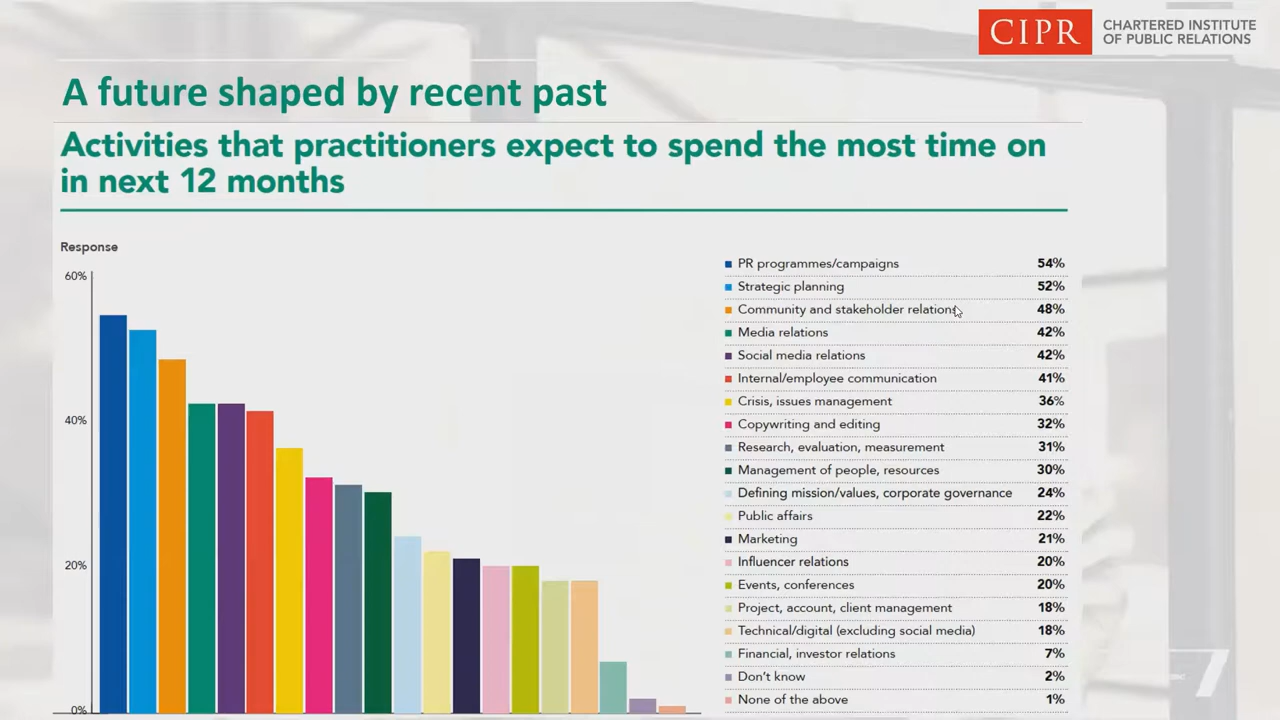 CIPR
CHARTERED INSTITUTE
OF PUBLIC RELATIONS
A future shaped by recent past
Activities that practitioners expect to spend the most time on
in next 12 months
Response
60%
40%
20%
0%
PR programmes/campaigns 54%
Strategic planning 52%
Community and stakeholder relations 48%
Media relations 42%
Social media relations 42%
Internal/employee communication 41%
Crisis, issues management 36%
Copywriting and editing 32%
Research, evaluation, measurement 31%
Management of people, resources 30%
Defining mission/values, corporate governance 24%
Public affairs 22%
Marketing 21%
Influencer relations 20%
Events, conferences 20%
Project, account, client management 18%
Technical/digital (excluding social media) 18%
Financial, investor relations 7%
Don't know 2%
None of the above 1%
7